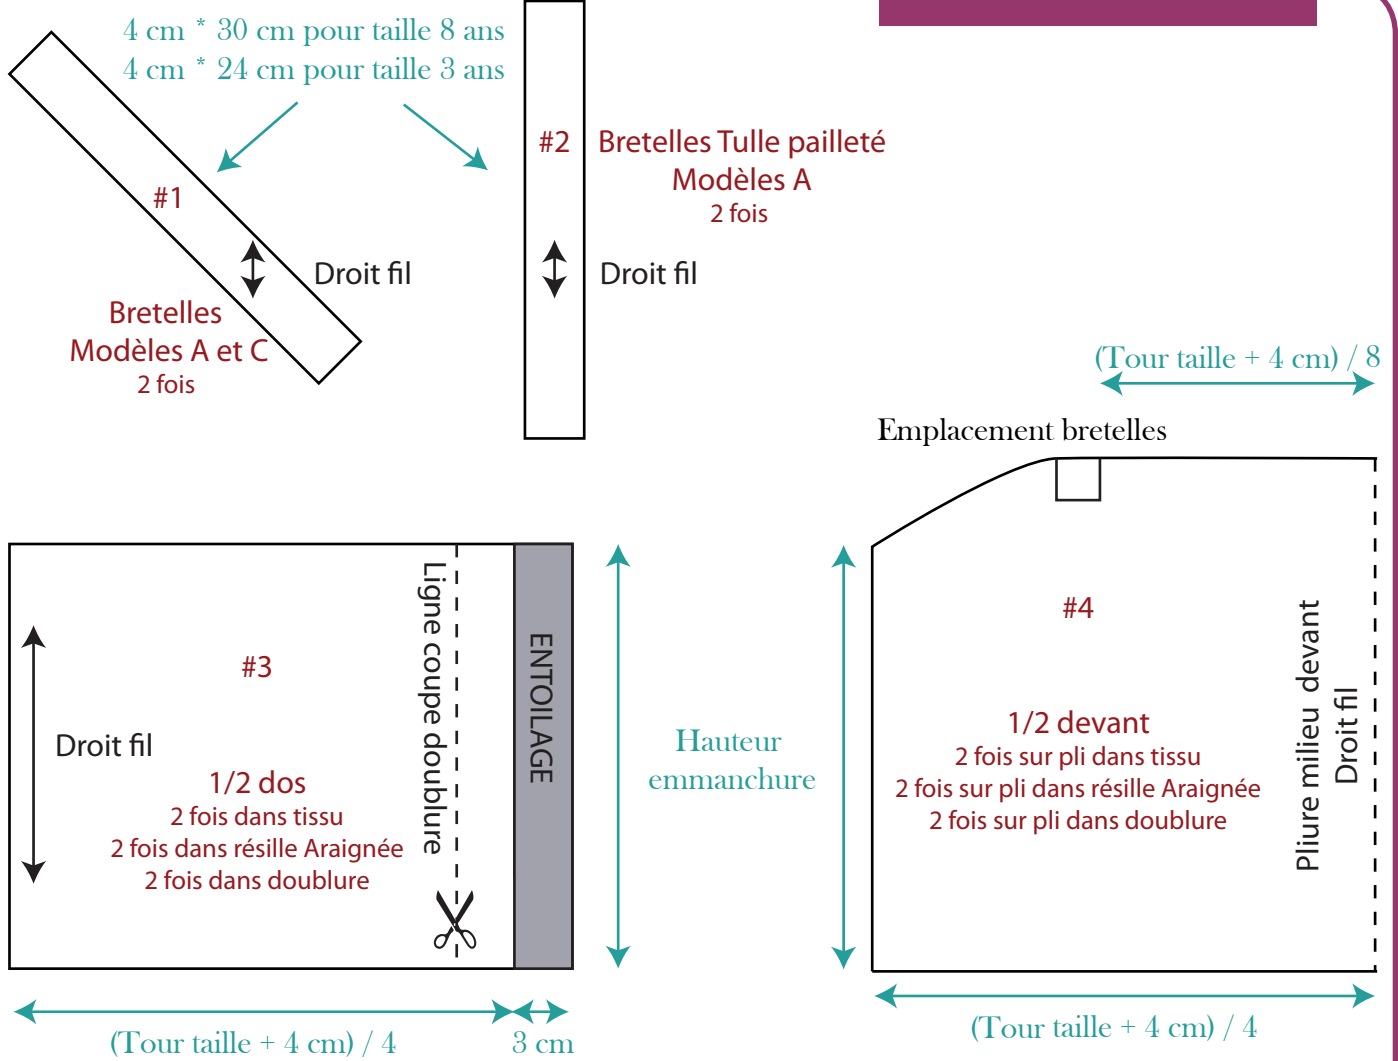 4 cm * 30 cm pour taille 8 ans
4 cm * 24 cm pour taille 3 ans
#1
Droit fil
Bretelles
Modèles A et C
2 fois
#2
Bretelles Tulle pailleté
Modèles A
2 fois
Droit fil
(Tour taille + 4 cm) / 8
Emplacement bretelles
#3
Droit fil
1/2 dos
2 fois dans tissu
2 fois dans résille Araignée
2 fois dans doublure
Ligne coupe doublure
ENTOILAGE
Hauteur
emmanchure
#4
1/2 devant
2 fois sur pli dans tissu
2 fois sur pli dans résille Araignée
2 fois sur pli dans doublure
Pliure milieu devant
Droit fil
(Tour taille + 4 cm) / 4
3 cm
(Tour taille + 4 cm) / 4